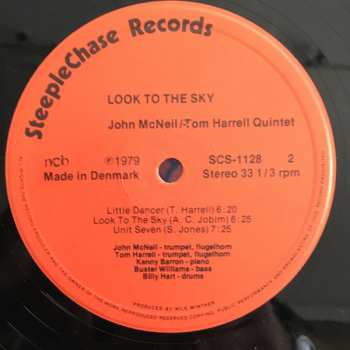 SteepleChase Records
LOOK TO THE SKY
John McNeil/Tom Harrell Quintet
ncb ℗1979 SCS-1128 2
Made in Denmark Stereo 33 1/3 rpm
Little Dancer (T. Harrell) 6:20
Look To The Sky (A. C. Jobim) 6:25
Unit Seven (S. Jones) 7:25
John McNeil - trumpet, flugelhorn
Tom Harrell - trumpet, flugelhorn
Kenny Barron - piano
Buster Williams - bass
Billy Hart - drums
PRODUCED BY NILS WINTHER